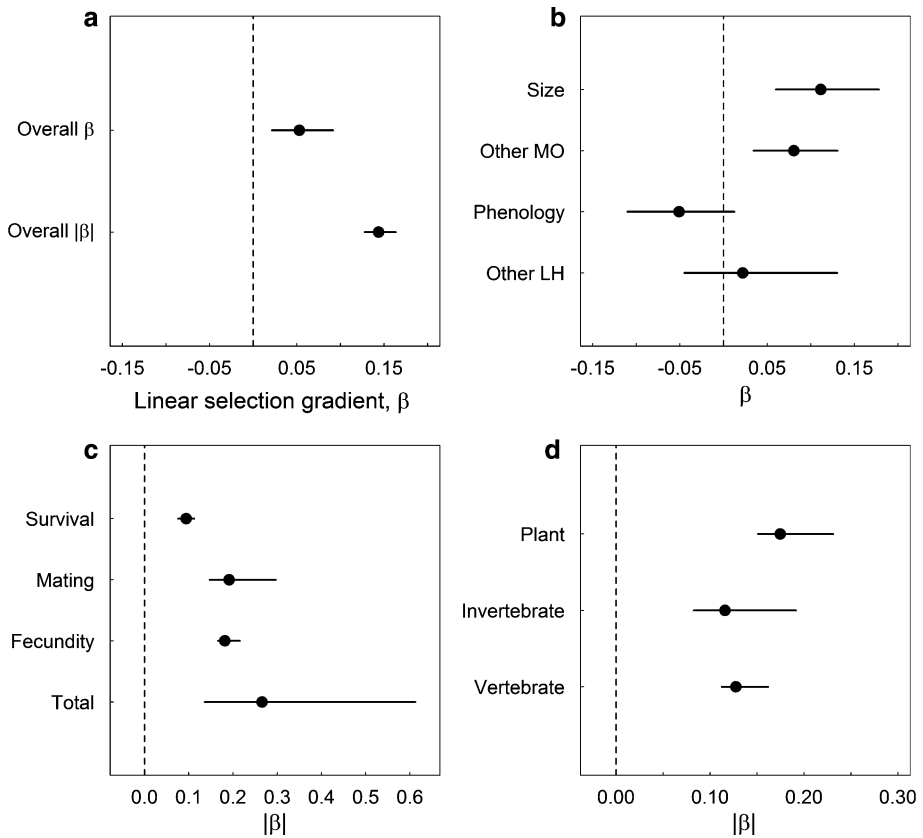 a
Overall β
Overall |β|
-0.15 -0.05 0.05 0.15
Linear selection gradient, β
b
Size
Other MO
Phenology
Other LH
-0.15 -0.05 0.05 0.15
β
c
Survival
Mating
Fecundity
Total
0.0 0.1 0.2 0.3 0.4 0.5 0.6
|β|
d
Plant
Invertebrate
Vertebrate
0.00 0.10 0.20 0.30
|β|